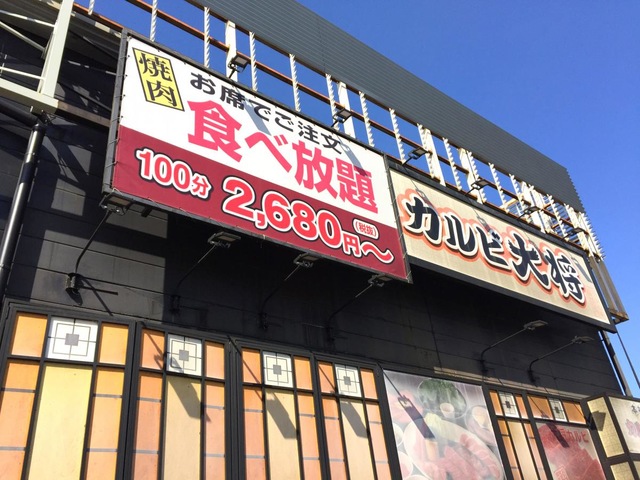 焼肉
お席でご注文
食べ放題
100分 2,680円～
(税抜)
カルビ大将